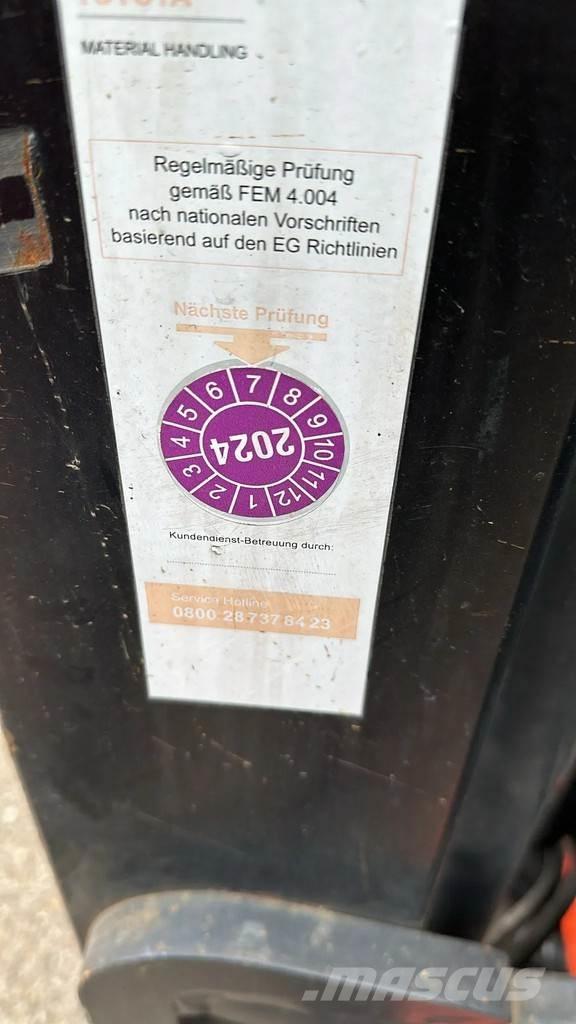 TOYOTA
MATERIAL HANDLING
Regelmäßige Prüfung
gemäß FEM 4.004
nach nationalen Vorschriften
basierend auf den EG Richtlinien
Nächste Prüfung
1 2 3 4 5 6 7 8 9 10 11 12
2024
Kundendienst-Betreuung durch:
Service Hotline
0800 28 737 84 23
MASCUS